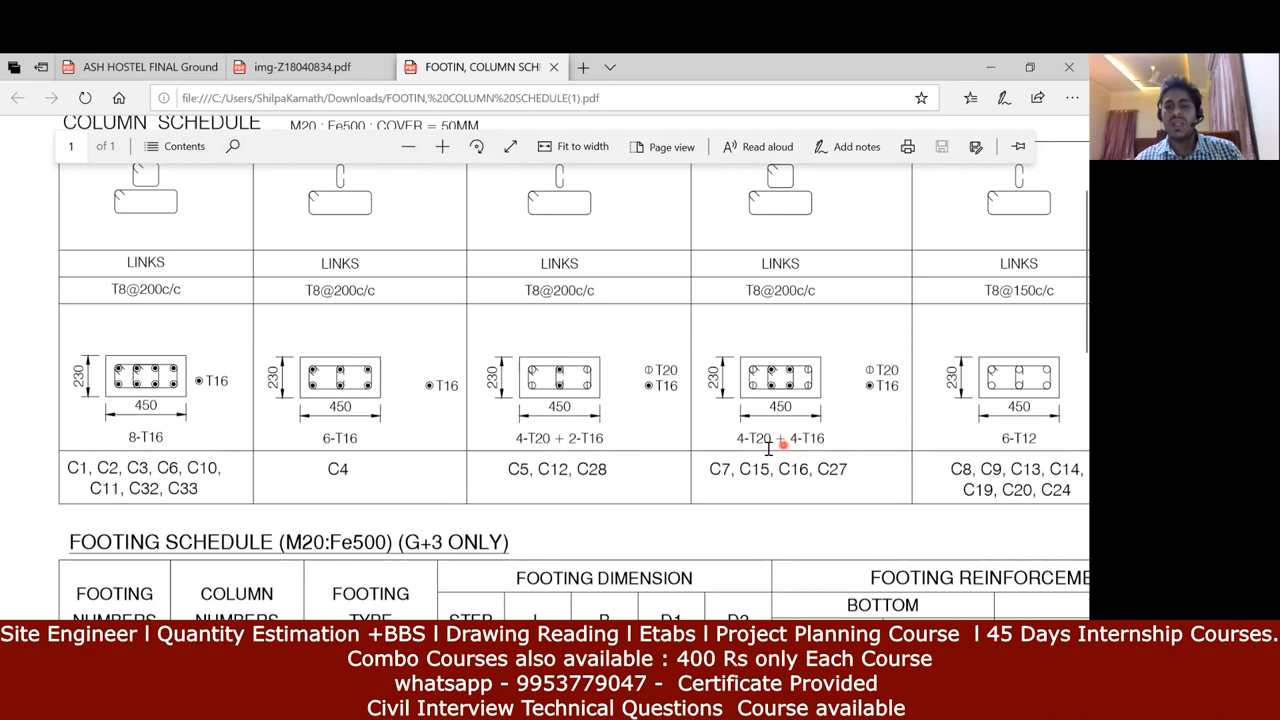 ASH HOSTEL FINAL Ground
img-Z18040834.pdf
FOOTIN, COLUMN SCH
file:///C:/Users/ShilpaKamath/Downloads/FOOTIN,%20COLUMN%20SCHEDULE(1).pdf
COLUMN SCHEDULE M20 : Fe500 : COVER = 50MM
1 of 1 Contents Fit to width Page view Read aloud Add notes
LINKS LINKS LINKS LINKS LINKS
T8@200c/c T8@200c/c T8@200c/c T8@200c/c T8@150c/c
230 T16 230 T16 230 T20 T16 230 T20 T16 230
450 450 450 450 450
8-T16 6-T16 4-T20 + 2-T16 4-T20 + 4-T16 6-T12
C1, C2, C3, C6, C10, C4 C5, C12, C28 C7, C15, C16, C27 C8, C9, C13, C14,
C11, C32, C33 C19, C20, C24
FOOTING SCHEDULE (M20:Fe500) (G+3 ONLY)
FOOTING DIMENSION FOOTING REINFORCEME
FOOTING COLUMN FOOTING BOTTOM
NUMBERS NUMBERS TYPE STEP L B D1 D2
Site Engineer l Quantity Estimation +BBS l Drawing Reading l Etabs l Project Planning Course l 45 Days Internship Courses.
Combo Courses also available : 400 Rs only Each Course
whatsapp - 9953779047 - Certificate Provided
Civil Interview Technical Questions Course available